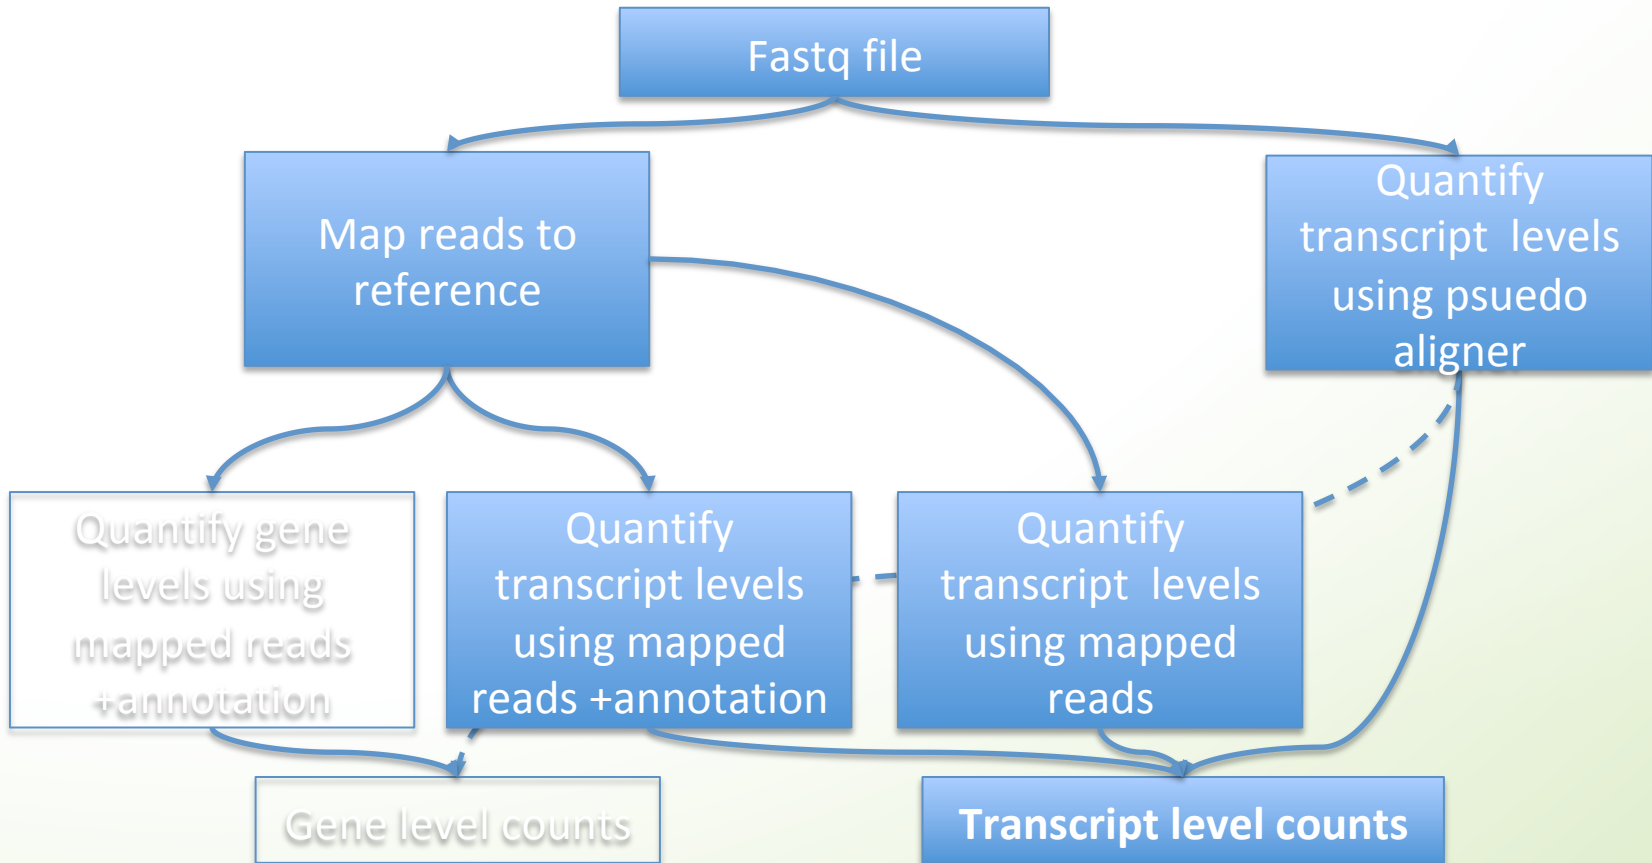 Fastq file
Map reads to
reference
Quantify
transcript  levels
using psuedo
aligner
Quantify gene
levels using
mapped reads
+annotation
Quantify
transcript levels
using mapped
reads +annotation
Quantify
transcript  levels
using mapped
reads
Gene level counts
Transcript level counts